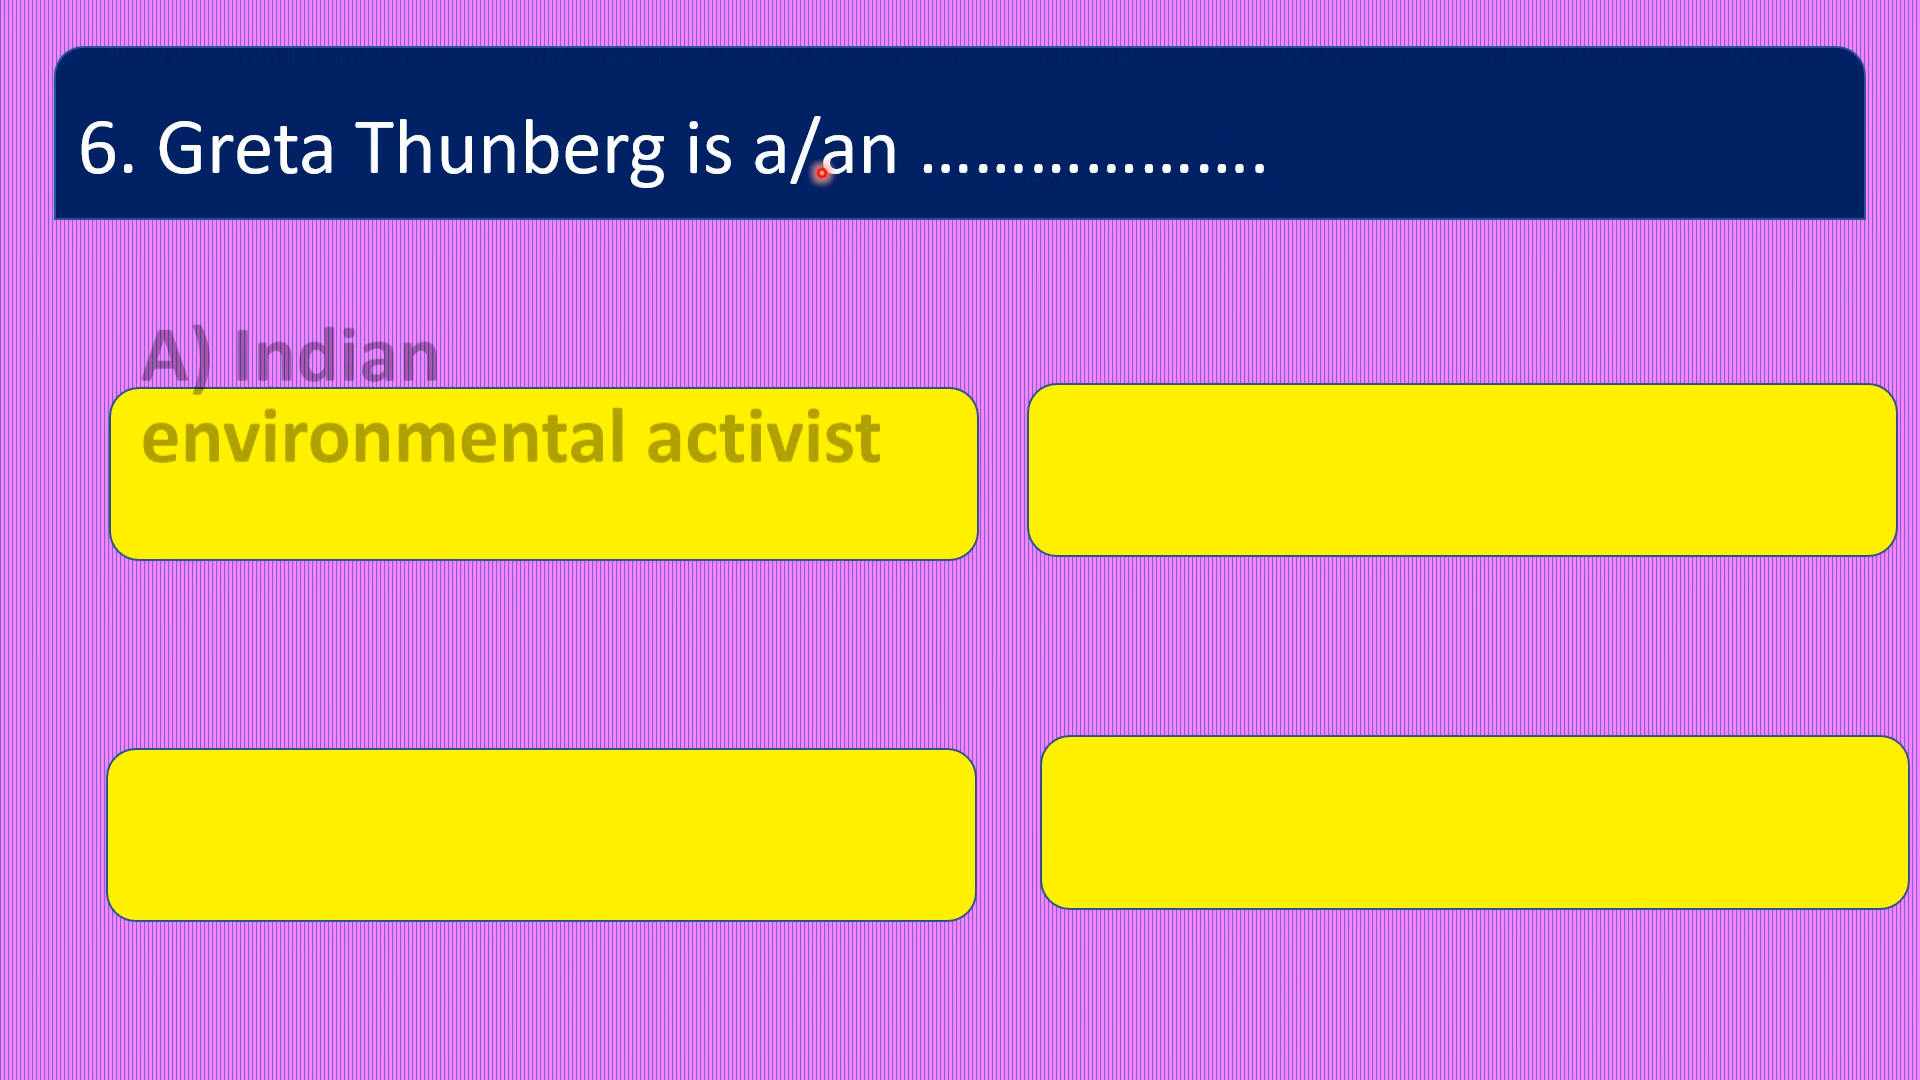 6. Greta Thunberg is a/an ……………….
A) Indian
environmental activist